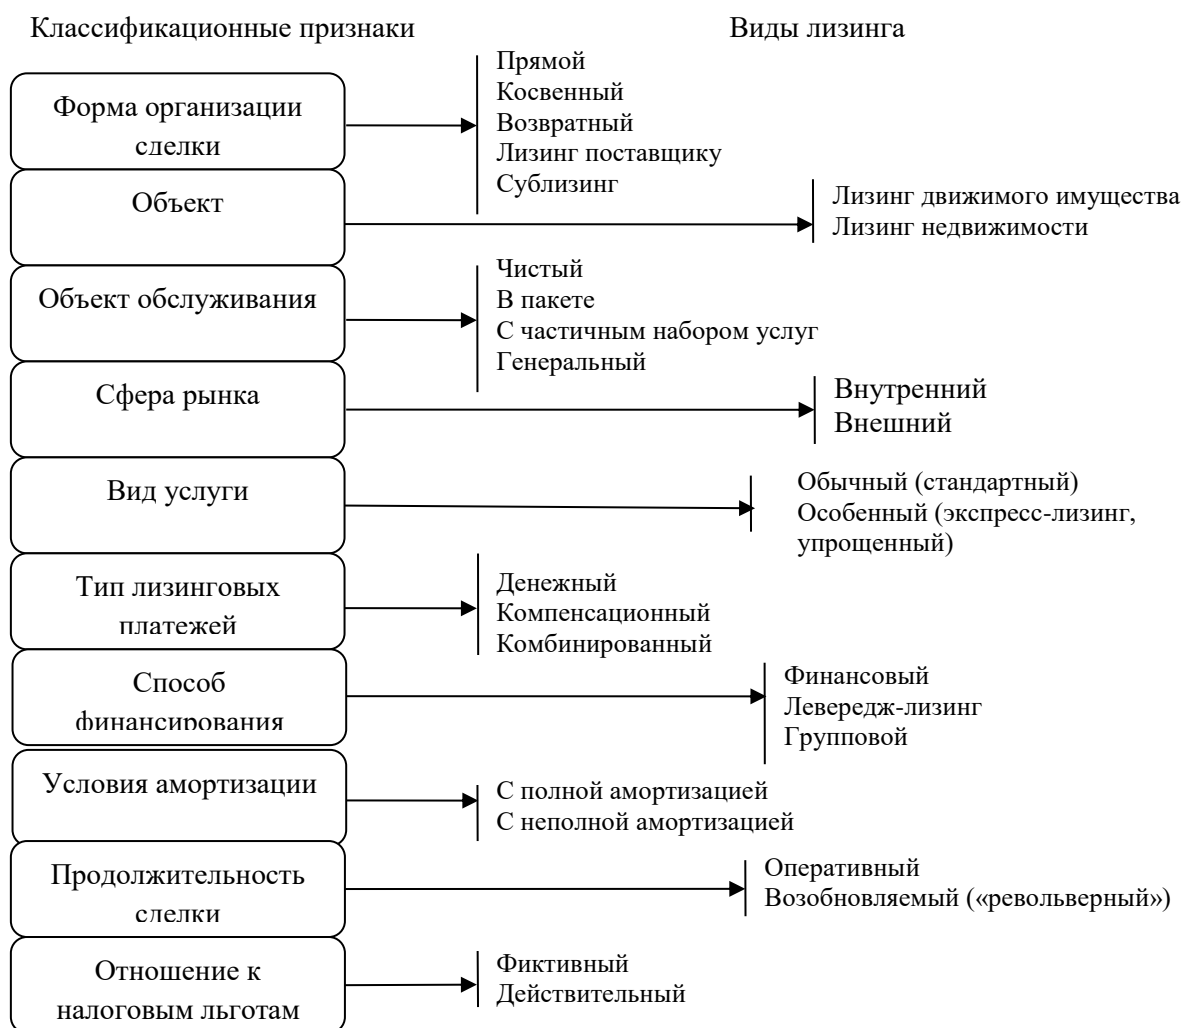 Классификационные признаки
Виды лизинга
Форма организации
сделки
Прямой
Косвенный
Возвратный
Лизинг поставщику
Сублизинг
Объект
Лизинг движимого имущества
Лизинг недвижимости
Объект обслуживания
Чистый
В пакете
С частичным набором услуг
Генеральный
Сфера рынка
Внутренний
Внешний
Вид услуги
Обычный (стандартный)
Особенный (экспресс-лизинг,
упрощенный)
Тип лизинговых
платежей
Денежный
Компенсационный
Комбинированный
Способ
финансирования
Финансовый
Левередж-лизинг
Групповой
Условия амортизации
С полной амортизацией
С неполной амортизацией
Продолжительность
сделки
Оперативный
Возобновляемый («револьверный»)
Отношение к
налоговым льготам
Фиктивный
Действительный